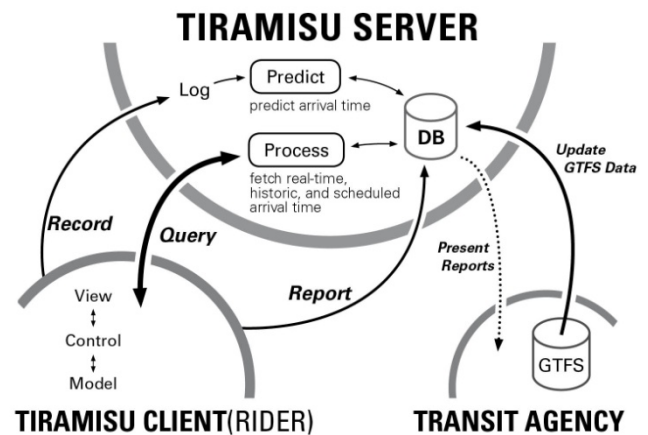 TIRAMISU SERVER
Log
Predict
predict arrival time
DB
Process
fetch real-time,
historic, and scheduled
arrival time
Update
GTFS Data
Record
Query
Present
Reports
Report
View
Control
Model
GTFS
TIRAMISU CLIENT(RIDER)
TRANSIT AGENCY